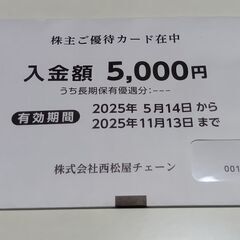 株主ご優待カード在中
入金額 5,000円
うち長期保有優遇分:---
有効期間
2025年 5月14日 から
2025年11月13日 まで
株式会社西松屋チェーン
001